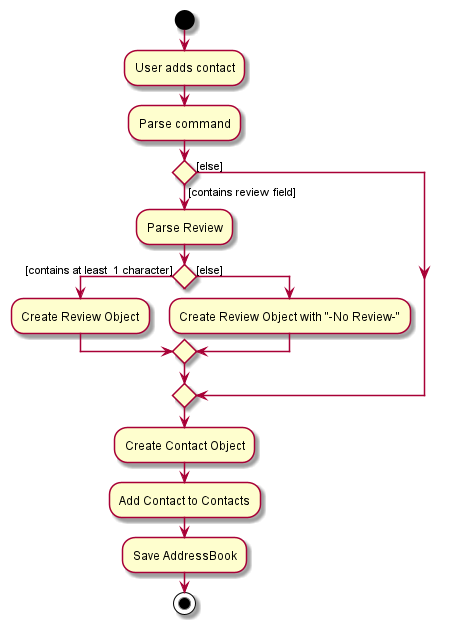 User adds contact
Parse command
[else]
[contains review field]
Parse Review
[contains at least  1 character]
[else]
Create Review Object
Create Review Object with "-No Review-"
Create Contact Object
Add Contact to Contacts
Save AddressBook